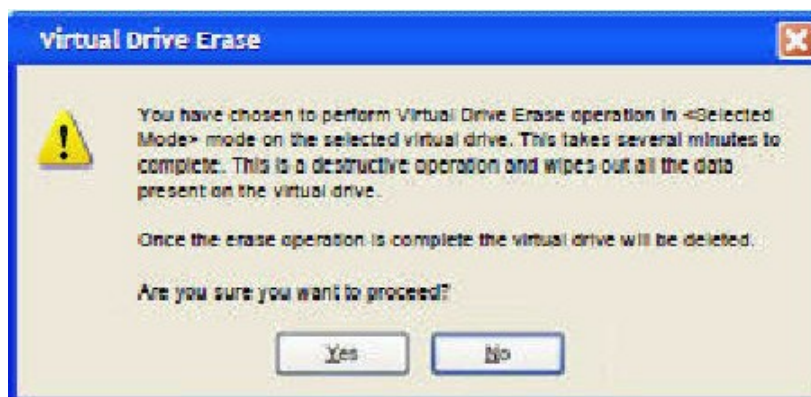 Virtual Drive Erase
You have chosen to perform Virtual Drive Erase operation in <Selected
Mode> mode on the selected virtual drive. This takes several minutes to
complete. This is a destructive operation and wipes out all the data
present on the virtual drive.
Once the erase operation is complete the virtual drive will be deleted.
Are you sure you want to proceed?
Yes
No